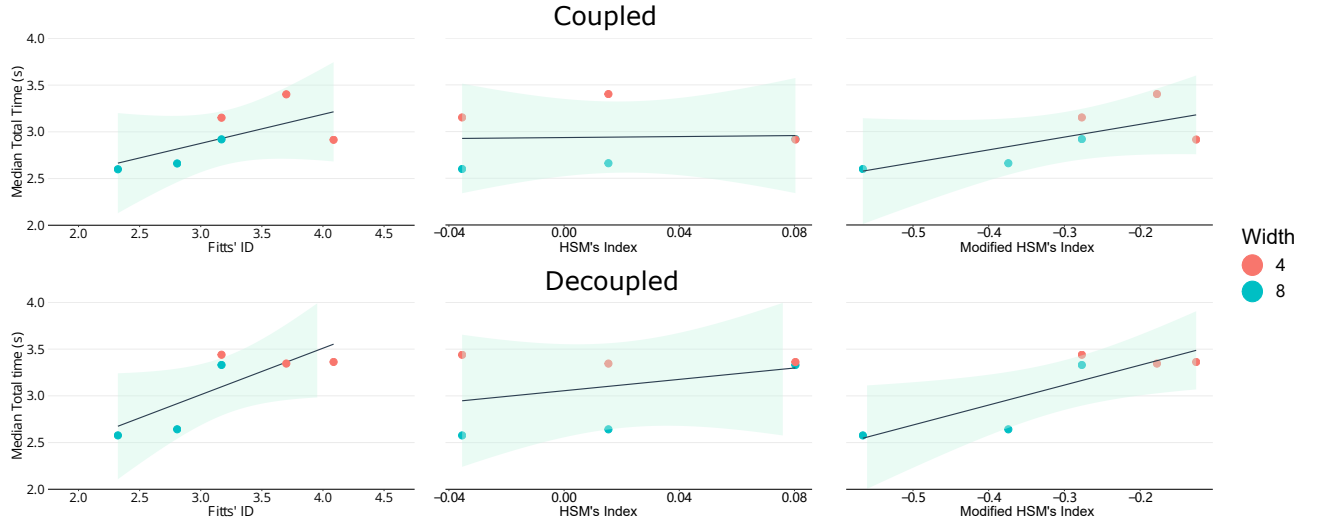 Coupled
Median Total Time (s)
4.0
3.5
3.0
2.5
2.0
2.0 2.5 3.0 3.5 4.0 4.5
Fitts' ID
−0.04 0.00 0.04 0.08
HSM's Index
−0.5 −0.4 −0.3 −0.2
Modified HSM's Index
Width
4
8
Decoupled
Median Total time (s)
4.0
3.5
3.0
2.5
2.0
2.0 2.5 3.0 3.5 4.0 4.5
Fitts' ID
−0.04 0.00 0.04 0.08
HSM's Index
−0.5 −0.4 −0.3 −0.2
Modified HSM's Index